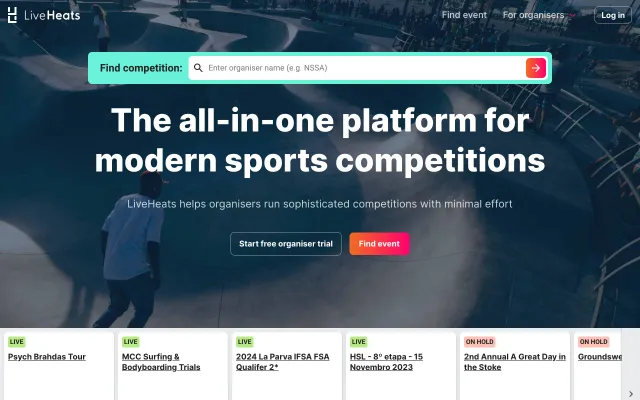 LiveHeats
Find event
For organisers
Log in
Find competition:
Enter organiser name (e.g. NSSA)
The all-in-one platform for
modern sports competitions
LiveHeats helps organisers run sophisticated competitions with minimal effort
Start free organiser trial
Find event
LIVE
Psych Brahdas Tour
LIVE
MCC Surfing &
Bodyboarding Trials
LIVE
2024 La Parva IFSA FSA
Qualifer 2*
LIVE
HSL - 8º etapa - 15
Novembro 2023
ON HOLD
2nd Annual A Great Day in
the Stoke
ON HOLD
Groundswe